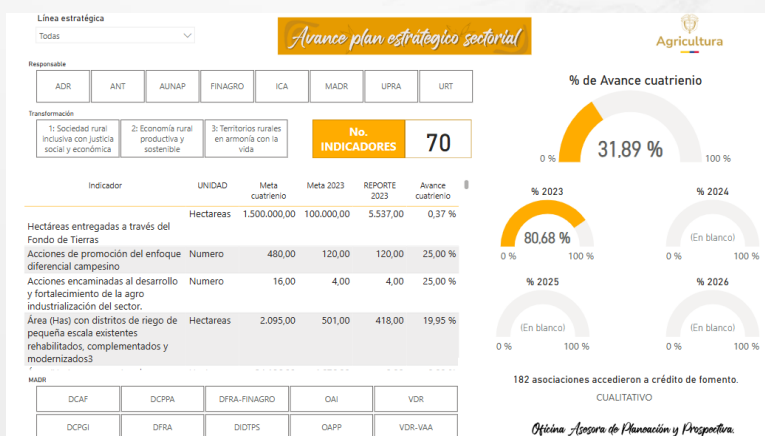 Línea estratégica
Todas
Avance plan estrategico sectorial
Agricultura
Responsable
ADR
ANT
AUNAP
FINAGRO
ICA
MADR
UPRA
URT
Transformación
1: Sociedad rural
inclusiva con justicia
social y económica
2: Economía rural
productiva y
sostenible
3: Territorios rurales
en armonía con la
vida
No.
INDICADORES
70
% de Avance cuatrienio
31,89 %
0 %
100 %
Indicador
UNIDAD
Meta
cuatrienio
Meta 2023
REPORTE
2023
Avance
cuatrienio
Hectáreas entregadas a través del
Fondo de Tierras
Hectareas
1.500.000,00
100.000,00
5.537,00
0,37 %
Acciones de promoción del enfoque
diferencial campesino
Numero
480,00
120,00
120,00
25,00 %
Acciones encaminadas al desarrollo
y fortalecimiento de la agro
industrialización del sector.
Numero
16,00
4,00
4,00
25,00 %
Área (Has) con distritos de riego de
pequeña escala existentes
rehabilitados, complementados y
modernizados3
Hectareas
2.095,00
501,00
418,00
19,95 %
% 2023
80,68 %
0 %
100 %
% 2024
(En blanco)
0 %
100 %
% 2025
(En blanco)
0 %
100 %
% 2026
(En blanco)
0 %
100 %
MADR
DCAF
DCPPA
DFRA-FINAGRO
OAI
VDR
DCPGI
DFRA
DIDTPS
OAPP
VDR-VAA
182 asociaciones accedieron a crédito de fomento.
CUALITATIVO
Oficina Asesora de Planeación y Prospectiva.